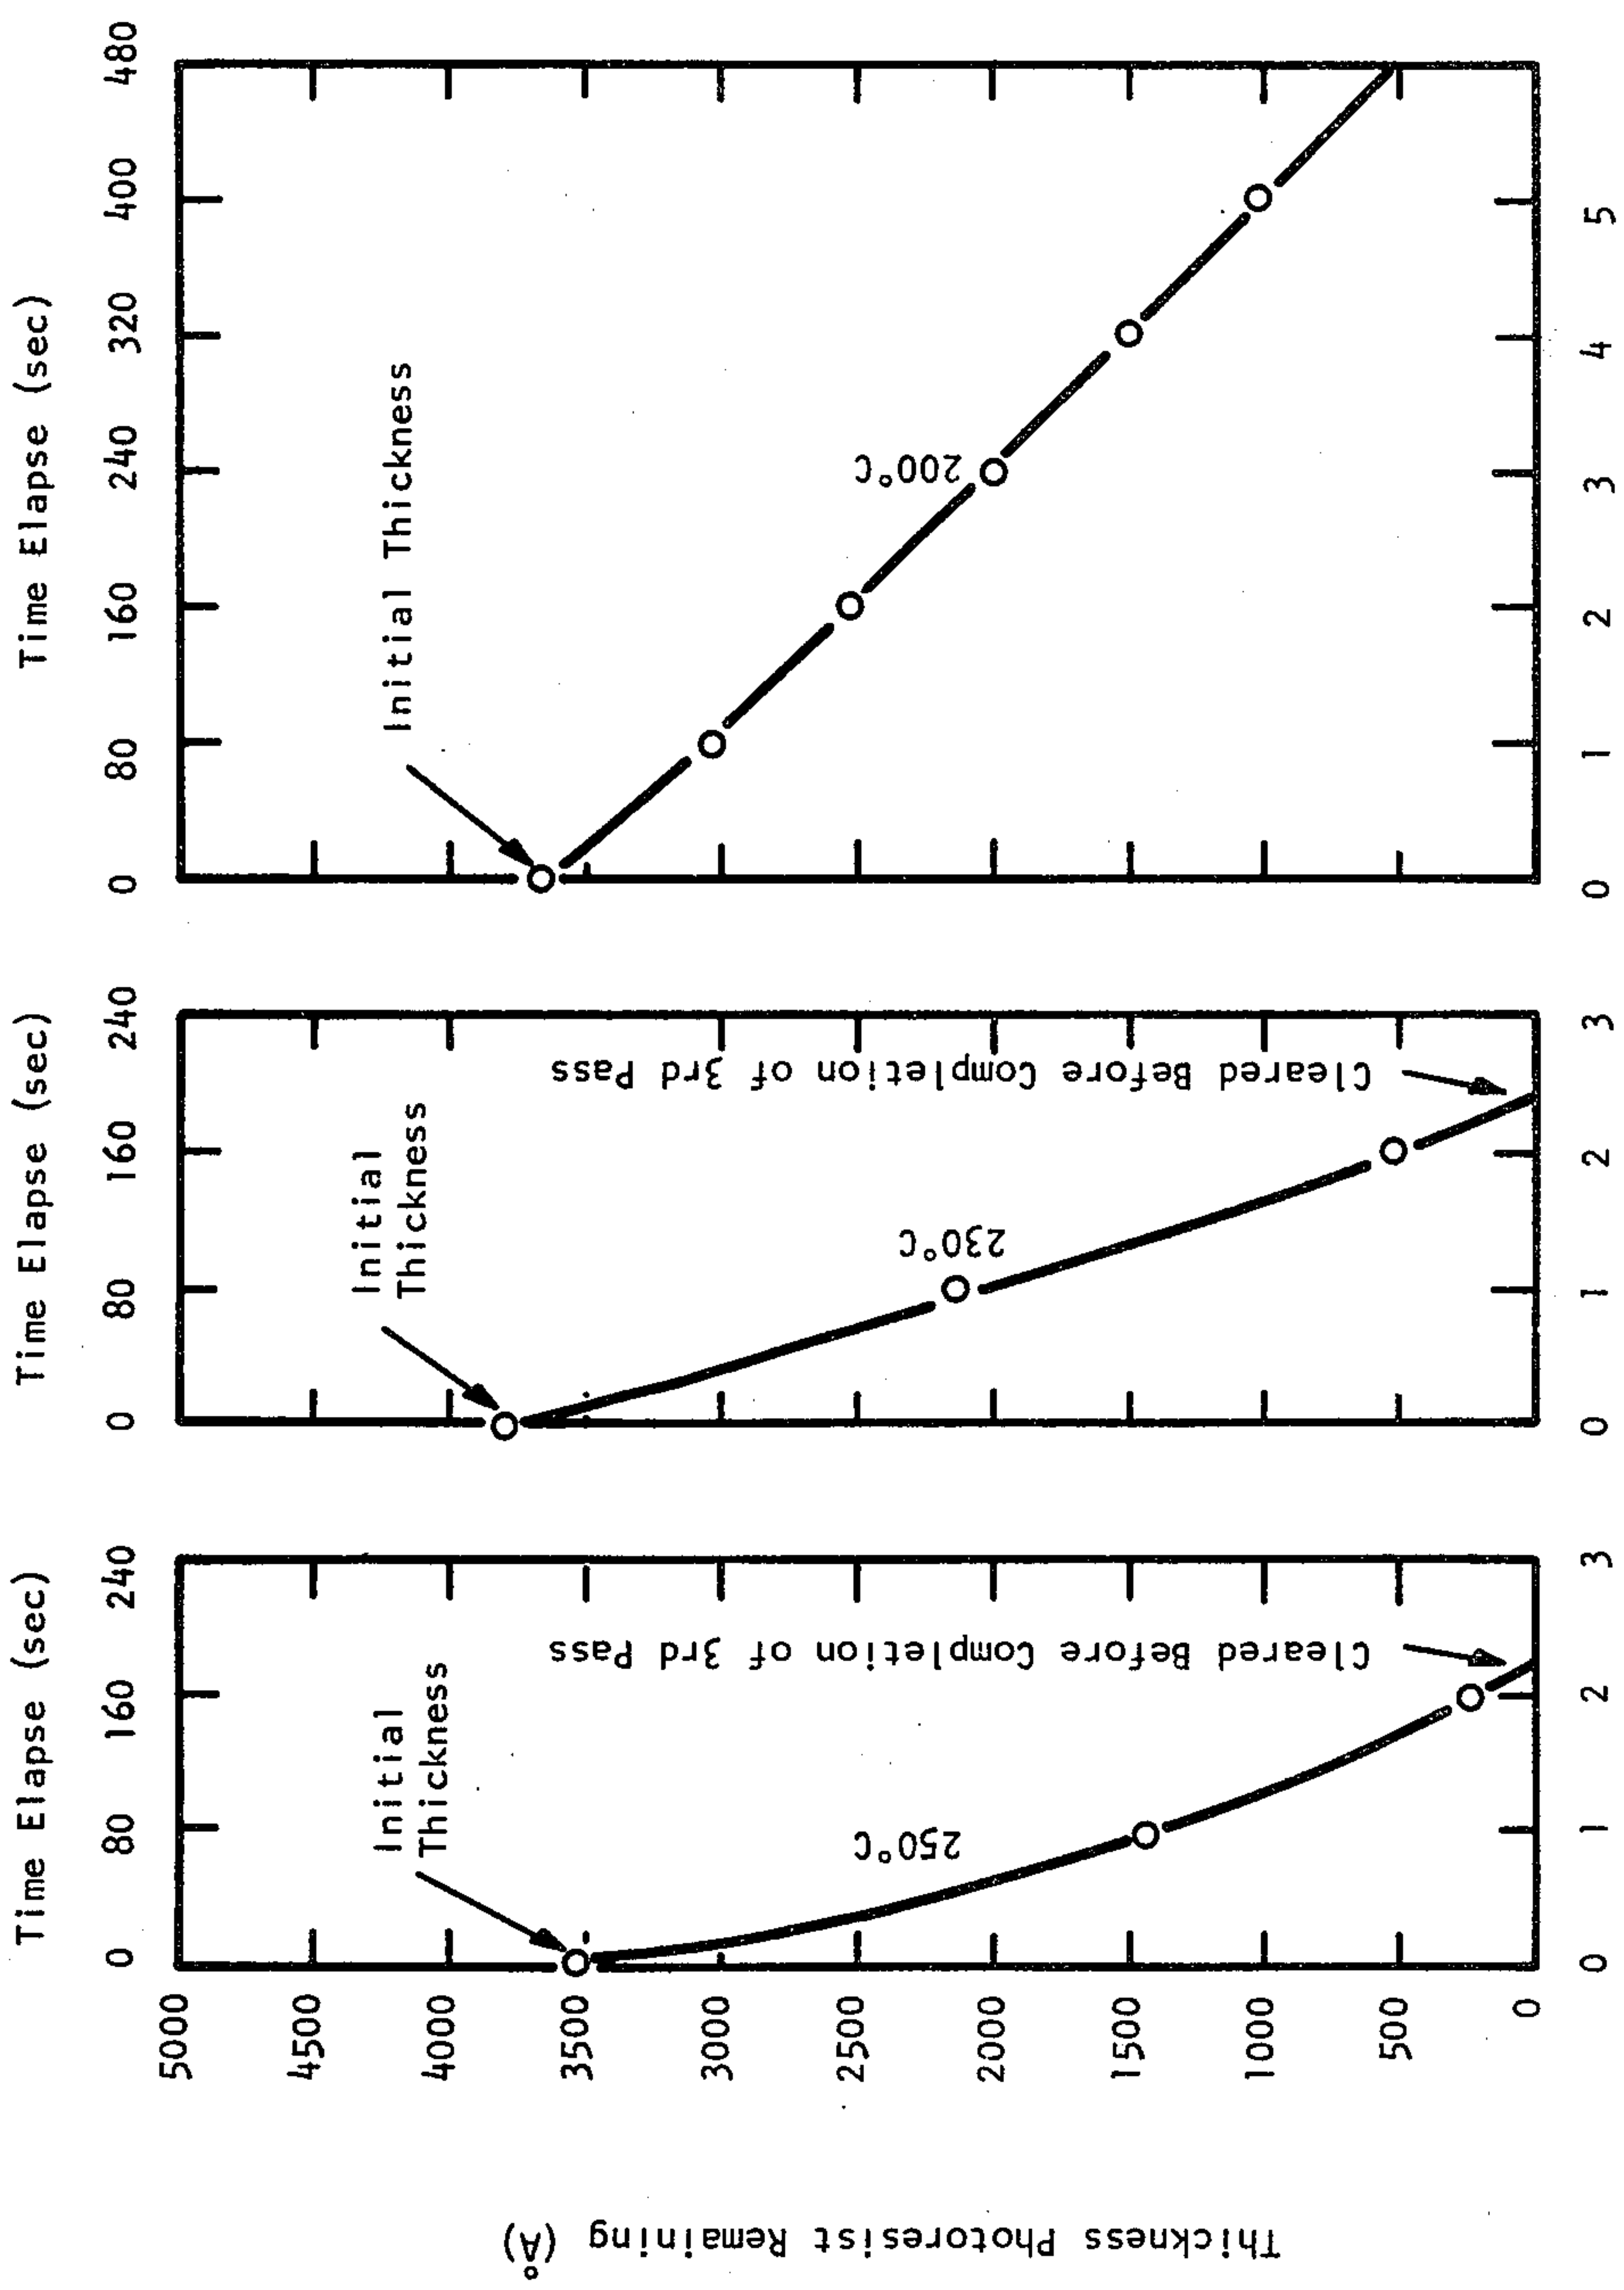 Time Elapse (sec)
0 80 160 240
Time Elapse (sec)
0 80 160 240
Time Elapse (sec)
0 80 160 240 320 400 480
Thickness Photoresist Remaining (Å)
5000
4500
4000
3500
3000
2500
2000
1500
1000
500
0
Initial
Thickness
250°C
Cleared Before Completion of 3rd Pass
0 1 2 3
Initial
Thickness
230°C
Cleared Before Completion of 3rd Pass
0 1 2 3
Initial Thickness
200°C
0 1 2 3 4 5